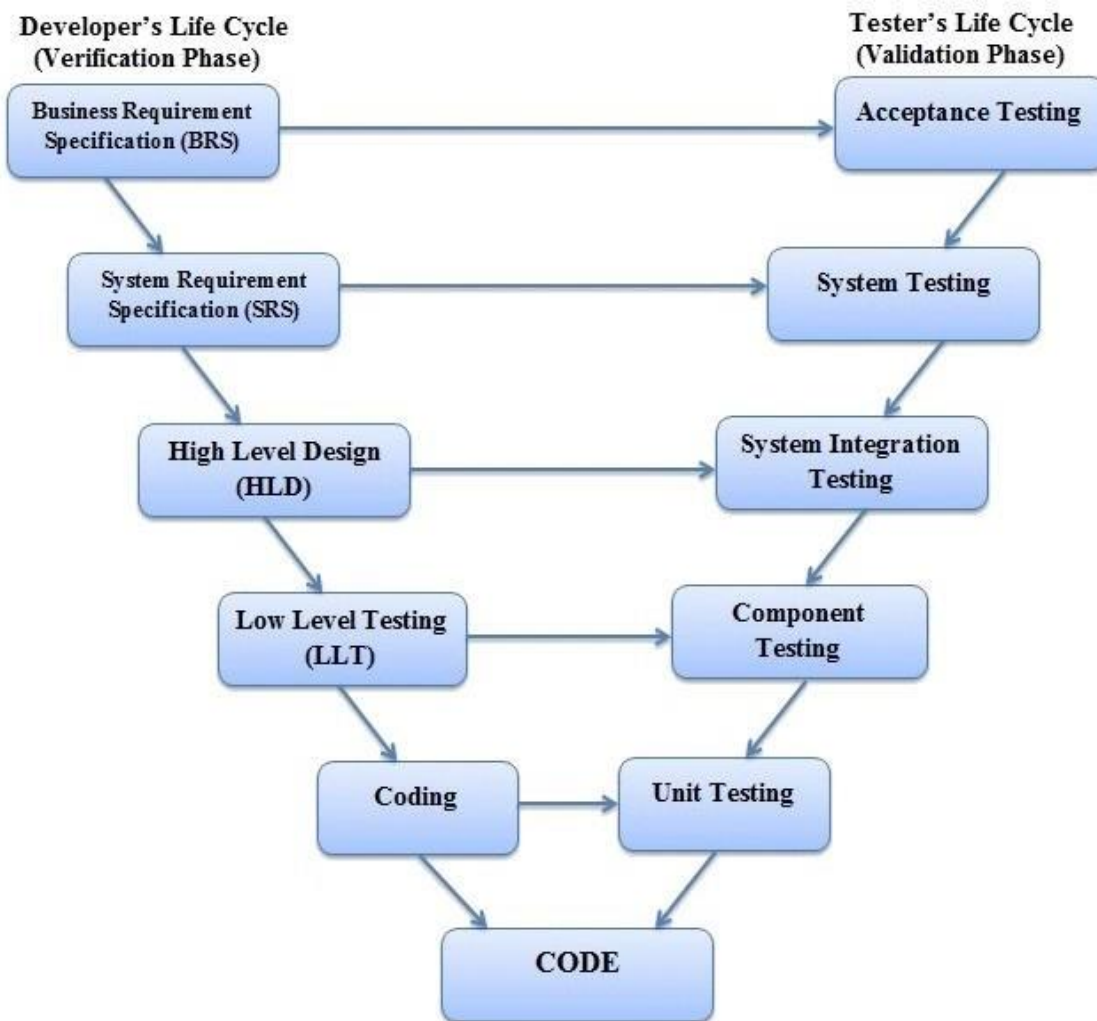 Developer's Life Cycle
(Verification Phase)
Tester's Life Cycle
(Validation Phase)
Business Requirement
Specification (BRS)
Acceptance Testing
System Requirement
Specification (SRS)
System Testing
High Level Design
(HLD)
System Integration
Testing
Low Level Testing
(LLT)
Component
Testing
Coding
Unit Testing
CODE